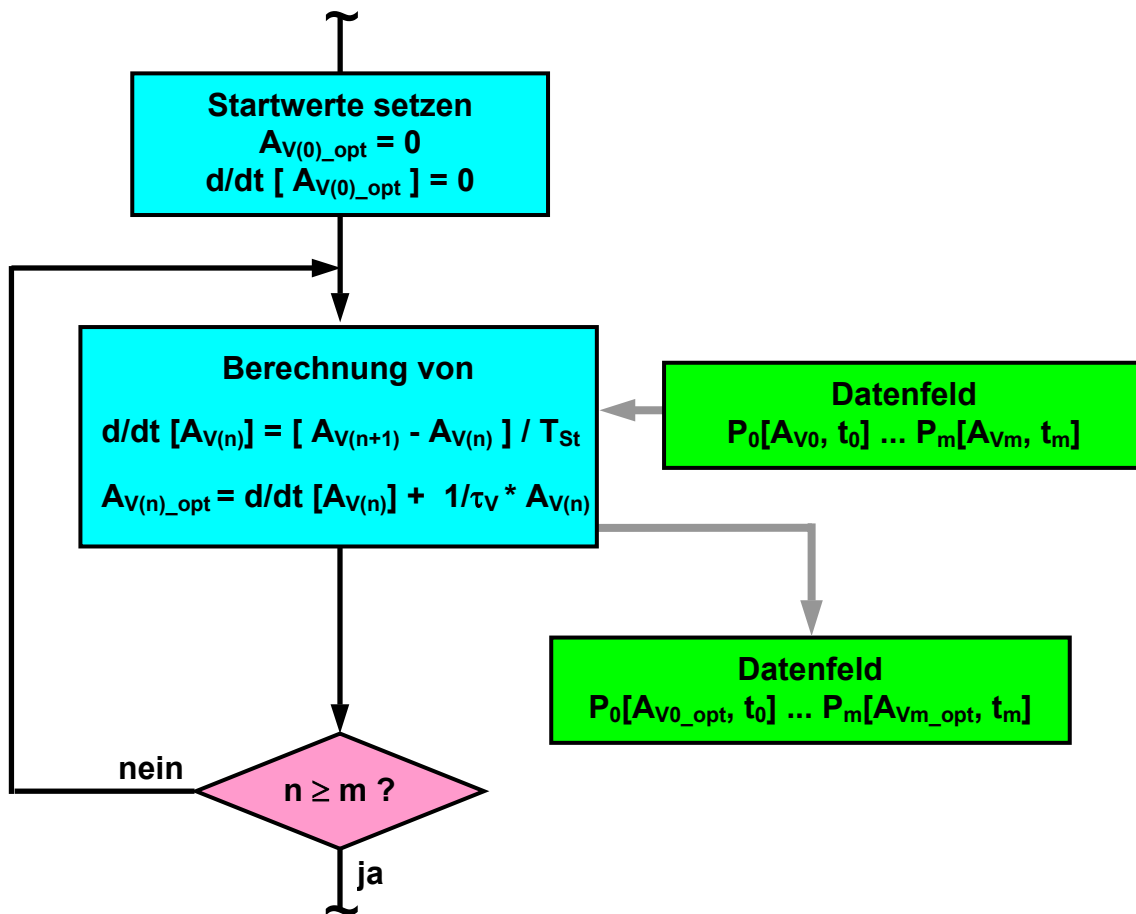 Startwerte setzen
AV(0)_opt = 0
d/dt [ AV(0)_opt ] = 0
Berechnung von
d/dt [AV(n)] = [ AV(n+1) - AV(n) ] / TSt
AV(n)_opt = d/dt [AV(n)] + 1/τV * AV(n)
Datenfeld
P0[AV0, t0] ... Pm[AVm, tm]
Datenfeld
P0[AV0_opt, t0] ... Pm[AVm_opt, tm]
nein
n ≥ m ?
ja